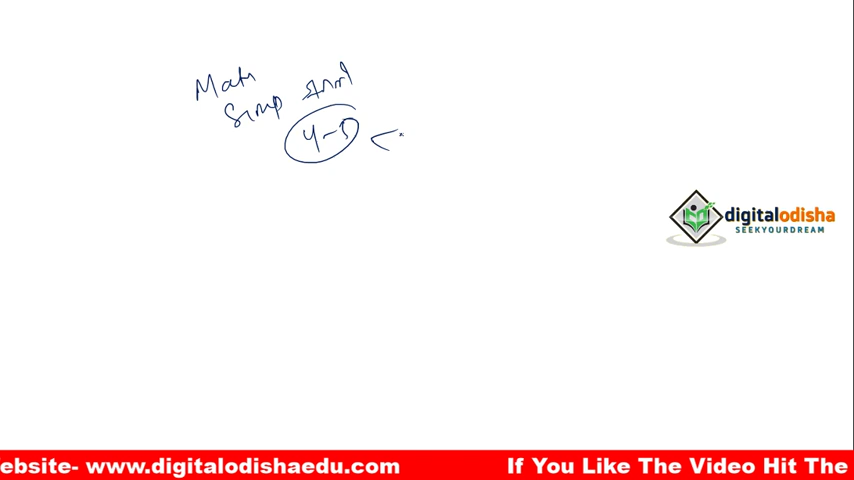 Math
Simp
4-5
digitalodisha
SEEKYOURDREAM
ebsite- www.digitalodishaedu.com If You Like The Video Hit The